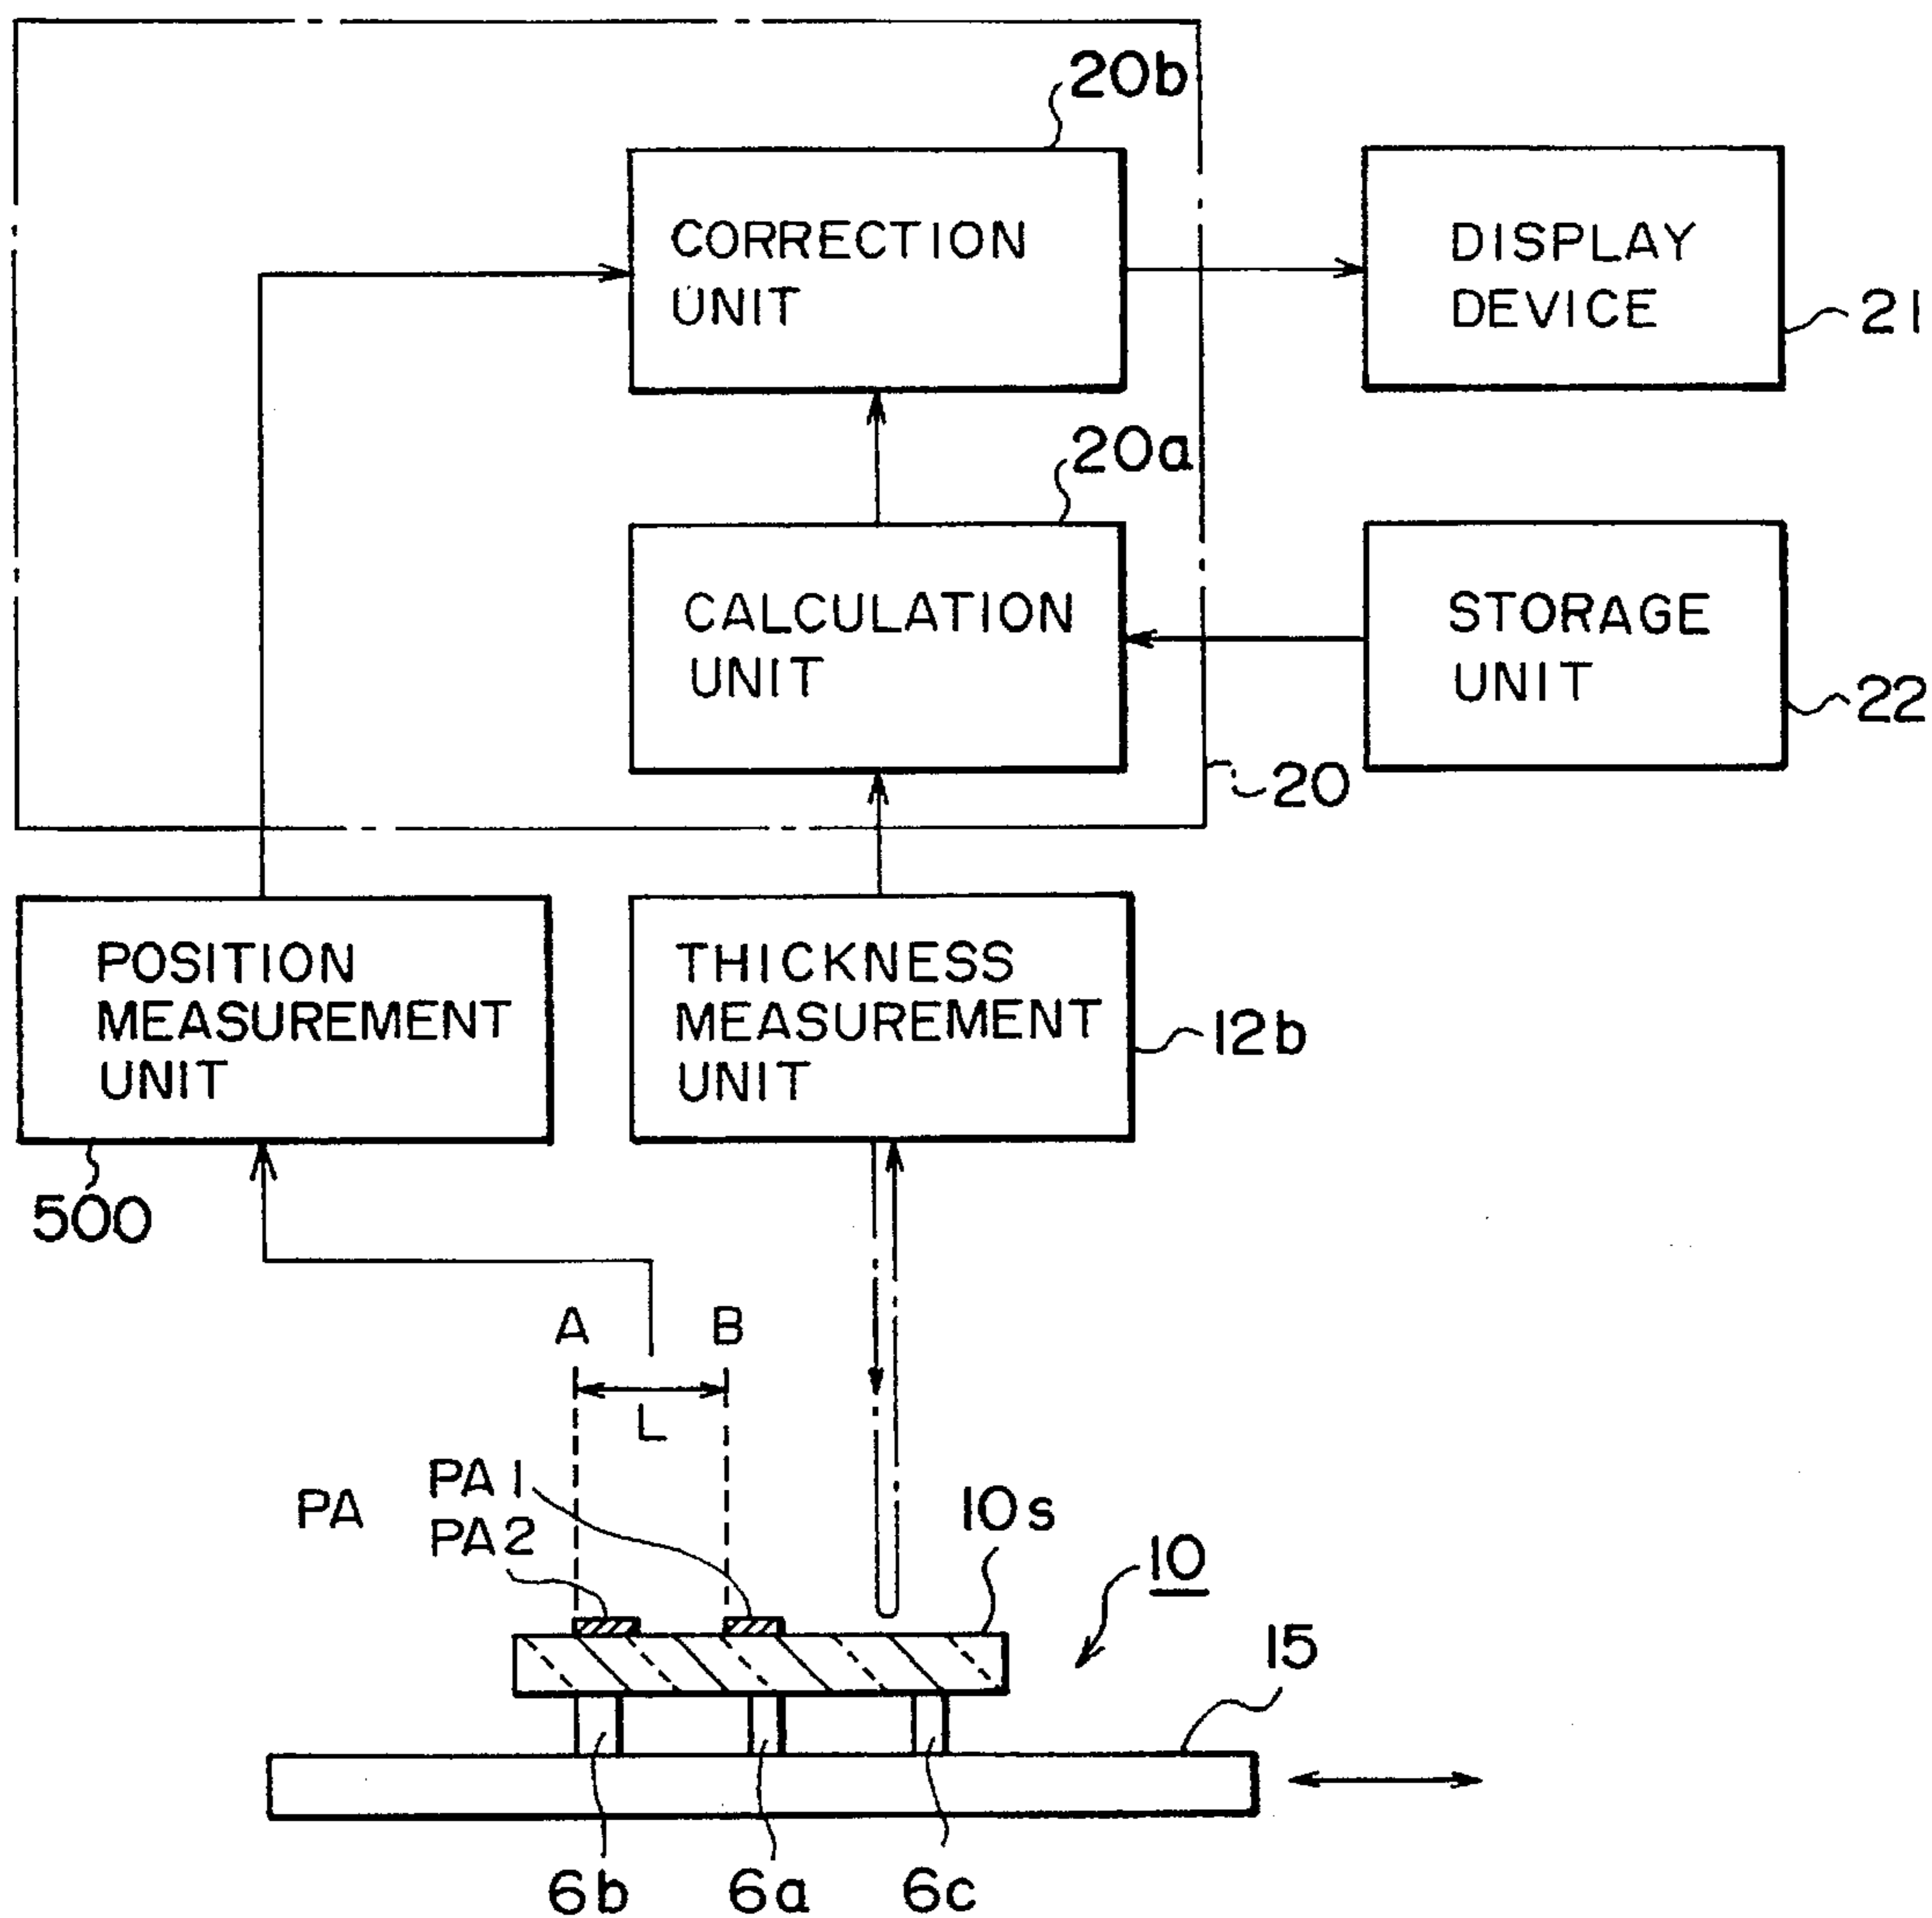 20b
CORRECTION
UNIT
DISPLAY
DEVICE
21
20a
CALCULATION
UNIT
STORAGE
UNIT
22
20
POSITION
MEASUREMENT
UNIT
THICKNESS
MEASUREMENT
UNIT
12b
500
A
B
L
PA
PA1
PA2
10s
10
15
6b
6a
6c